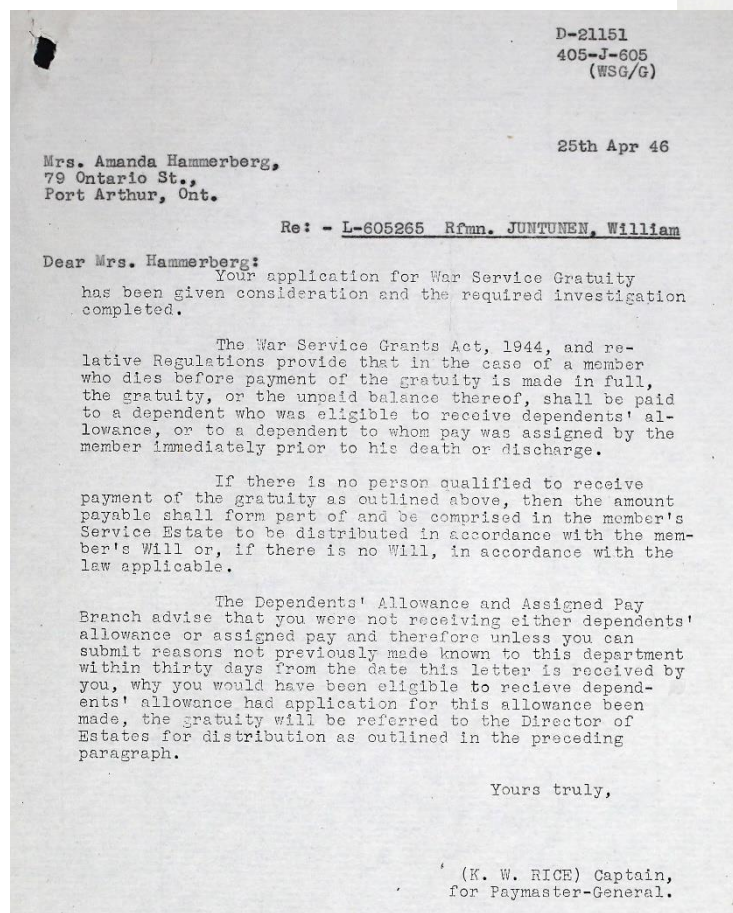 D-21151
405-J-605
(WSG/G)
25th Apr 46
Mrs. Amanda Hammerberg,
79 Ontario St.,
Port Arthur, Ont.
Re: - L-605265 Rfmn. JUNTUNEN, William
Dear Mrs. Hammerberg:
Your application for War Service Gratuity
has been given consideration and the required investigation
completed.
The War Service Grants Act, 1944, and re-
lative Regulations provide that in the case of a member
who dies before payment of the gratuity is made in full,
the gratuity, or the unpaid balance thereof, shall be paid
to a dependent who was eligible to receive dependents' al-
lowance, or to a dependent to whom pay was assigned by the
member immediately prior to his death or discharge.
If there is no person qualified to receive
payment of the gratuity as outlined above, then the amount
payable shall form part of and be comprised in the member's
Service Estate to be distributed in accordance with the mem-
ber's Will or, if there is no Will, in accordance with the
law applicable.
The Dependents' Allowance and Assigned Pay
Branch advise that you were not receiving either dependents'
allowance or assigned pay and therefore unless you can
submit reasons not previously made known to this department
within thirty days from the date this letter is received by
you, why you would have been eligible to recieve depend-
ents' allowance had application for this allowance been
made, the gratuity will be referred to the Director of
Estates for distribution as outlined in the preceding
paragraph.
Yours truly,
(K. W. RICE) Captain,
for Paymaster-General.